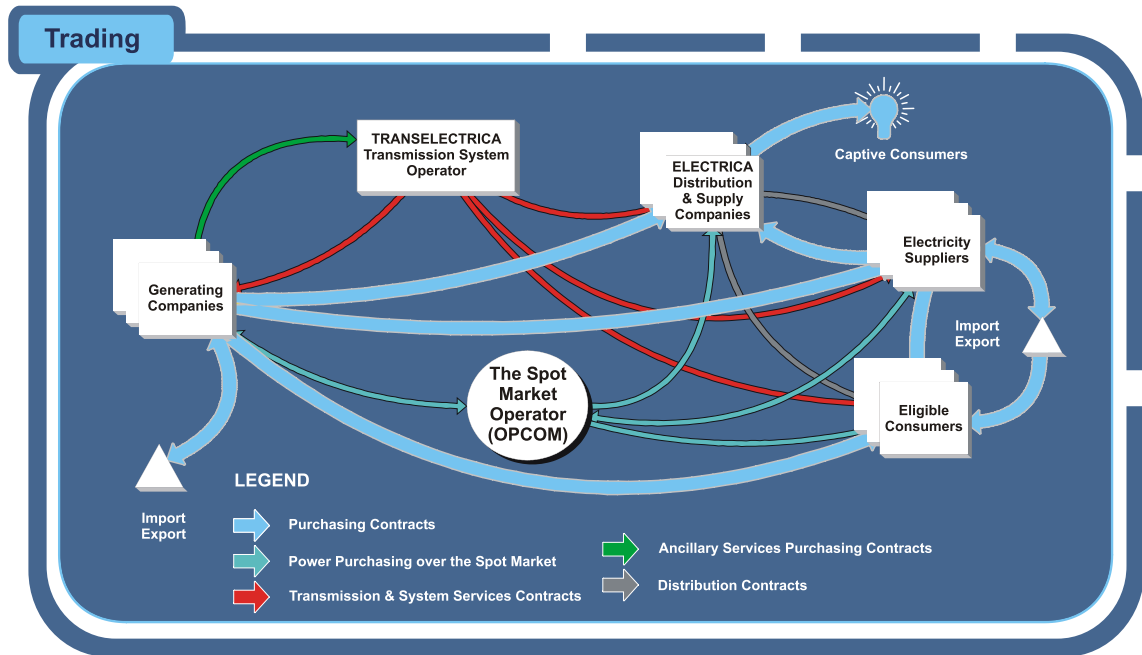 Trading
TRANSELECTRICA
Transmission System
Operator
ELECTRICA
Distribution
& Supply
Companies
Captive Consumers
Electricity
Suppliers
Generating
Companies
Import
Export
The Spot
Market
Operator
(OPCOM)
Eligible
Consumers
Import
Export
LEGEND
Purchasing Contracts
Power Purchasing over the Spot Market
Transmission & System Services Contracts
Ancillary Services Purchasing Contracts
Distribution Contracts